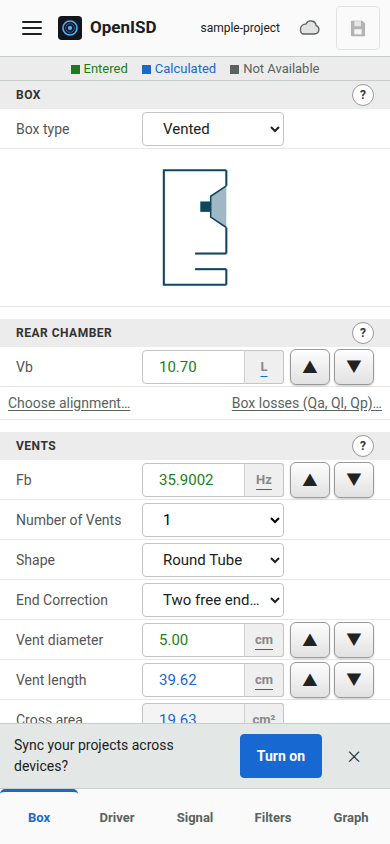 OpenISD
sample-project
Entered Calculated Not Available
BOX ?
Box type Vented
REAR CHAMBER ?
Vb 10.70 L ▲ ▼
Choose alignment... Box losses (Qa, Ql, Qp)...
VENTS ?
Fb 35.9002 Hz ▲ ▼
Number of Vents 1
Shape Round Tube
End Correction Two free end...
Vent diameter 5.00 cm ▲ ▼
Vent length 39.62 cm ▲ ▼
Cross area 19.63 cm²
Sync your projects across
devices?
Turn on
Box Driver Signal Filters Graph